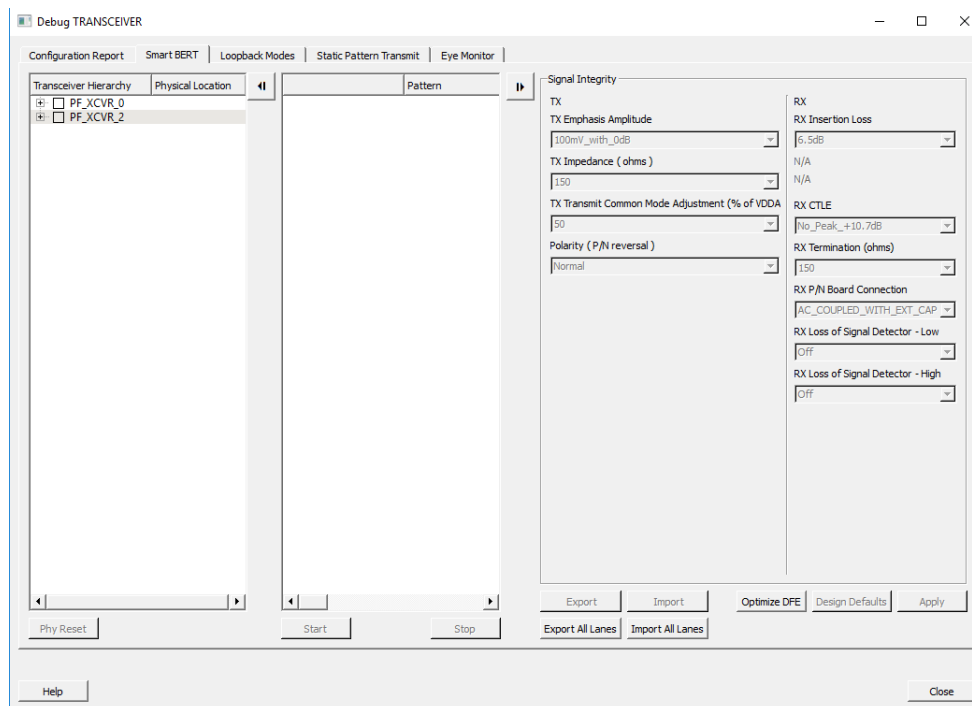 Debug TRANSCEIVER
Configuration Report Smart BERT Loopback Modes Static Pattern Transmit Eye Monitor
Transceiver Hierarchy Physical Location
PF_XCVR_0
PF_XCVR_2
Phy Reset
Pattern
Start Stop
Signal Integrity
TX
TX Emphasis Amplitude
100mV_with_0dB
TX Impedance ( ohms )
150
TX Transmit Common Mode Adjustment (% of VDDA
50
Polarity ( P/N reversal )
Normal
RX
RX Insertion Loss
6.5dB
N/A
N/A
RX CTLE
No_Peak_+10.7dB
RX Termination (ohms)
150
RX P/N Board Connection
AC_COUPLED_WITH_EXT_CAP
RX Loss of Signal Detector - Low
Off
RX Loss of Signal Detector - High
Off
Export Import Optimize DFE Design Defaults Apply
Export All Lanes Import All Lanes
Help Close